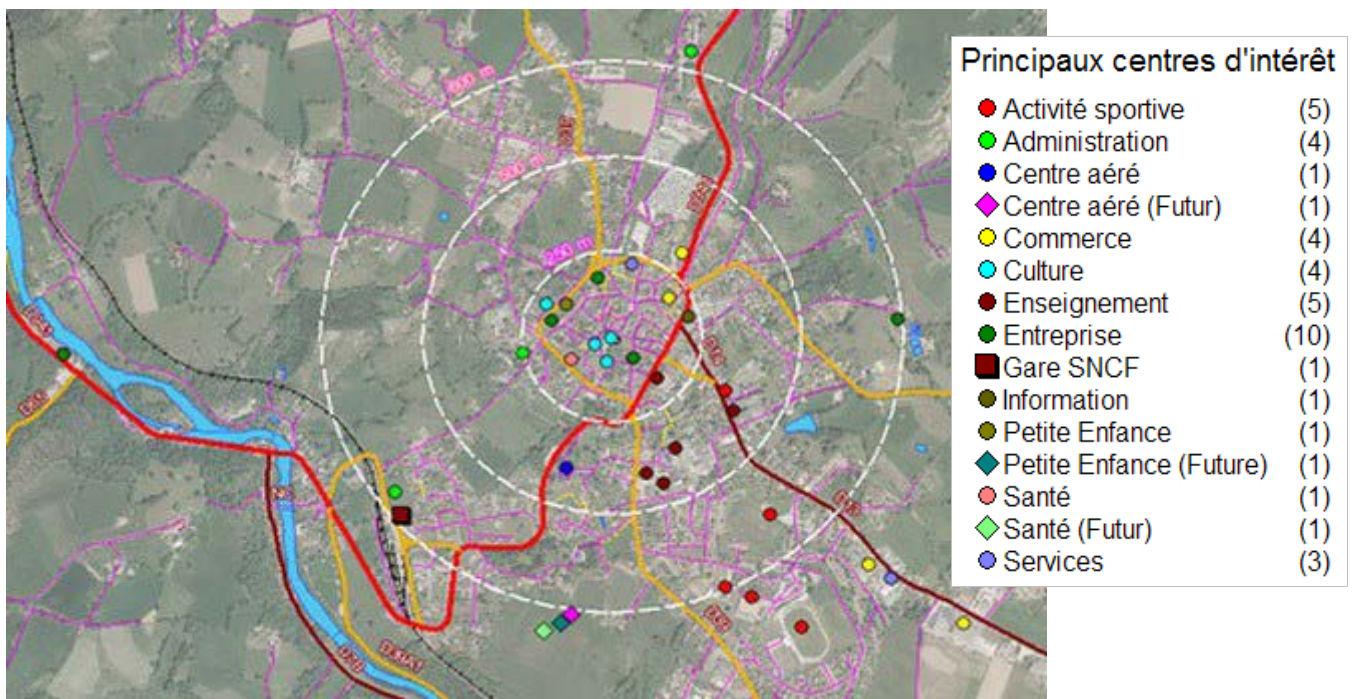 Principaux centres d'intérêt
Activité sportive (5)
Administration (4)
Centre aéré (1)
Centre aéré (Futur) (1)
Commerce (4)
Culture (4)
Enseignement (5)
Entreprise (10)
Gare SNCF (1)
Information (1)
Petite Enfance (1)
Petite Enfance (Future) (1)
Santé (1)
Santé (Futur) (1)
Services (3)